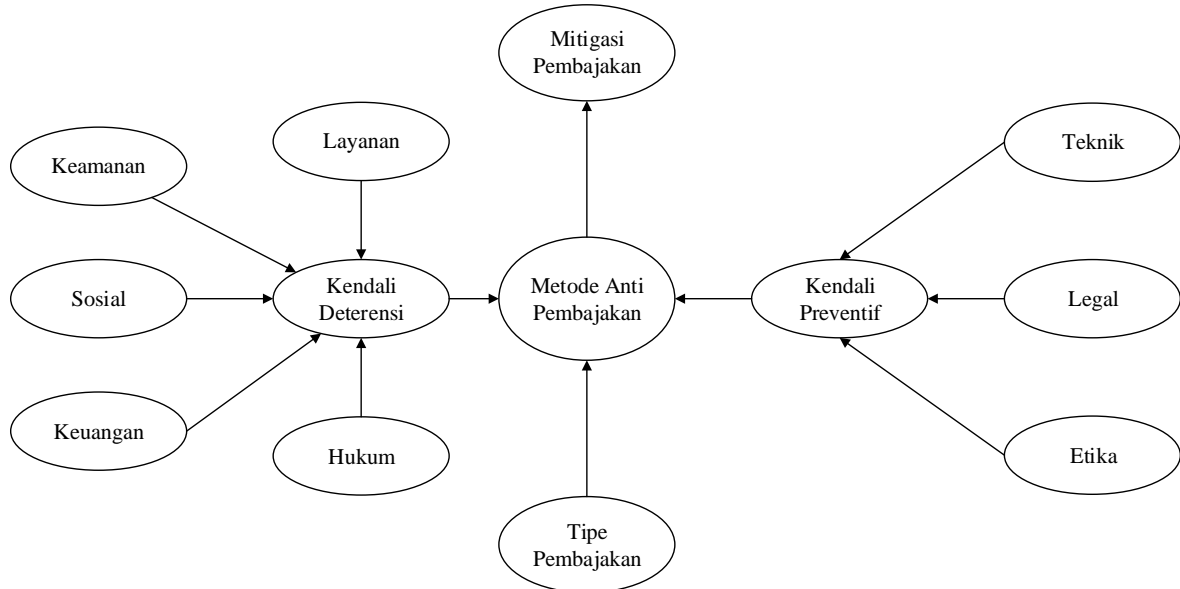 Mitigasi
Pembajakan
Layanan
Teknik
Keamanan
Sosial
Kendali
Deterensi
Metode Anti
Pembajakan
Kendali
Preventif
Legal
Keuangan
Hukum
Etika
Tipe
Pembajakan